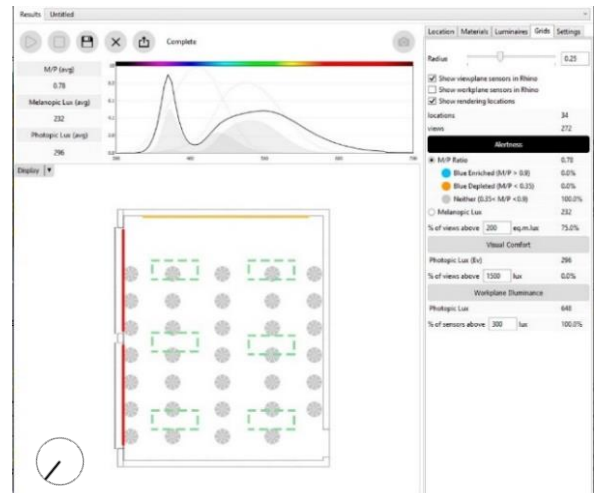 Results Untitled
Complete
M/P (avg)
0.78
Melanopic Lux (avg)
232
Photopic Lux (avg)
296
Display
Location Materials Luminaires Grids Settings
Radius 0.25
Show viewplane sensors in Rhino
Show workplane sensors in Rhino
Show rendering locations
locations 34
views 272
Alertness
M/P Ratio 0.78
Blue Enriched (M/P > 0.9) 0.0%
Blue Depleted (M/P < 0.35) 0.0%
Neither (0.35< M/P <0.9) 100.0%
Melanopic Lux 232
% of views above 200 eq.m.lux 75.0%
Visual Comfort
Photopic Lux (Ev) 296
% of views above 1500 lux 0.0%
Workplane Illuminance
Photopic Lux 648
% of sensors above 300 lux 100.0%